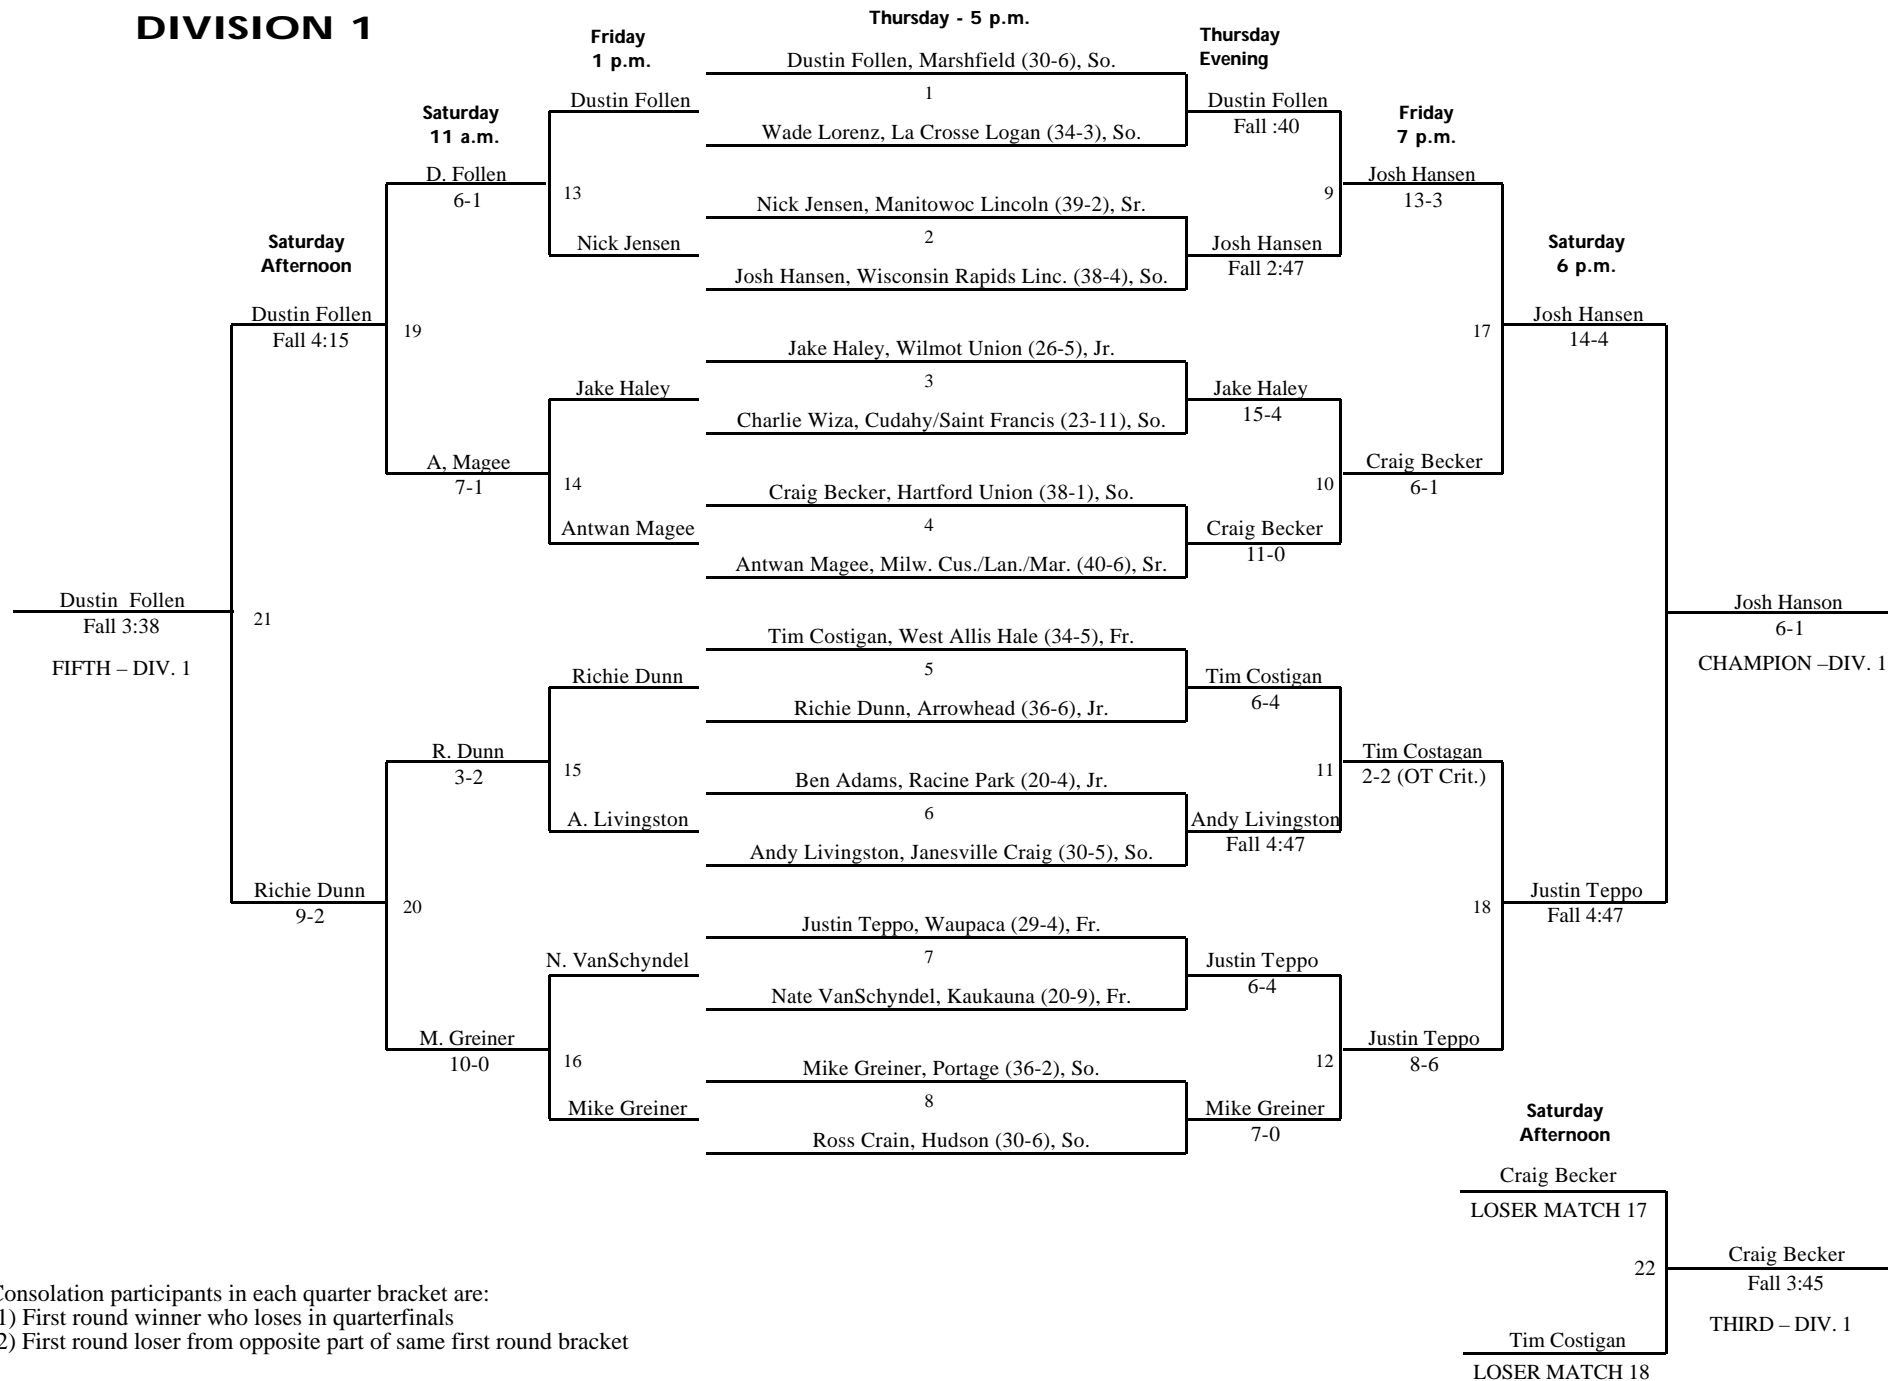 DIVISION 1
Thursday - 5 p.m.
Friday
1 p.m.
Thursday
Evening
Dustin Follen, Marshfield (30-6), So.
Saturday
11 a.m.
Dustin Follen
1
Dustin Follen
Fall :40
Friday
7 p.m.
Wade Lorenz, La Crosse Logan (34-3), So.
D. Follen
6-1
13
9
Josh Hansen
13-3
Nick Jensen, Manitowoc Lincoln (39-2), Sr.
Saturday
Afternoon
Nick Jensen
2
Josh Hansen
Fall 2:47
Saturday
6 p.m.
Josh Hansen, Wisconsin Rapids Linc. (38-4), So.
Dustin Follen
Fall 4:15
19
17
Josh Hansen
14-4
Jake Haley, Wilmot Union (26-5), Jr.
Jake Haley
3
Jake Haley
15-4
Charlie Wiza, Cudahy/Saint Francis (23-11), So.
A, Magee
7-1
14
10
Craig Becker
6-1
Craig Becker, Hartford Union (38-1), So.
Antwan Magee
4
Craig Becker
11-0
Antwan Magee, Milw. Cus./Lan./Mar. (40-6), Sr.
Dustin  Follen
Fall 3:38
FIFTH – DIV. 1
21
Josh Hanson
6-1
CHAMPION –DIV. 1
Tim Costigan, West Allis Hale (34-5), Fr.
Richie Dunn
5
Tim Costigan
6-4
Richie Dunn, Arrowhead (36-6), Jr.
R. Dunn
3-2
15
11
Tim Costagan
2-2 (OT Crit.)
Ben Adams, Racine Park (20-4), Jr.
A. Livingston
6
Andy Livingston
Fall 4:47
Andy Livingston, Janesville Craig (30-5), So.
Richie Dunn
9-2
20
18
Justin Teppo
Fall 4:47
Justin Teppo, Waupaca (29-4), Fr.
N. VanSchyndel
7
Justin Teppo
6-4
Nate VanSchyndel, Kaukauna (20-9), Fr.
M. Greiner
10-0
16
12
Justin Teppo
8-6
Mike Greiner, Portage (36-2), So.
Mike Greiner
8
Mike Greiner
7-0
Ross Crain, Hudson (30-6), So.
Saturday
Afternoon
Craig Becker
LOSER MATCH 17
22
Craig Becker
Fall 3:45
THIRD – DIV. 1
Tim Costigan
LOSER MATCH 18
Consolation participants in each quarter bracket are:
1) First round winner who loses in quarterfinals
2) First round loser from opposite part of same first round bracket